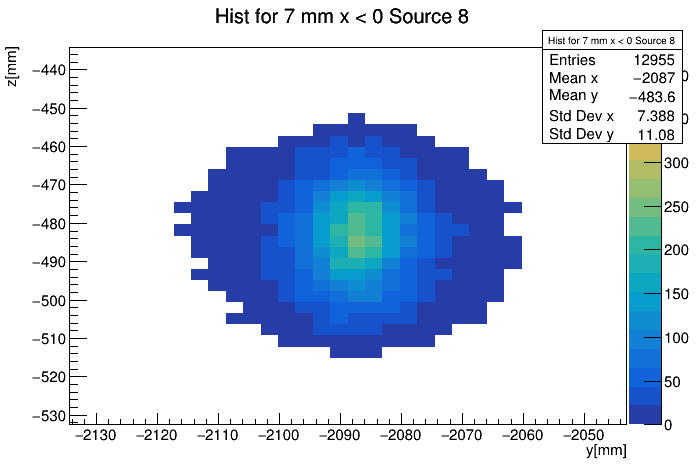 Hist for 7 mm x < 0 Source 8
z[mm]
Hist for 7 mm x < 0 Source 8
Entries 12955
Mean x −2087
Mean y −483.6
Std Dev x 7.388
Std Dev y 11.08
−440
−450
−460
−470
−480
−490
−500
−510
−520
−530
300
250
200
150
100
50
0
−2130 −2120 −2110 −2100 −2090 −2080 −2070 −2060 −2050
y[mm]